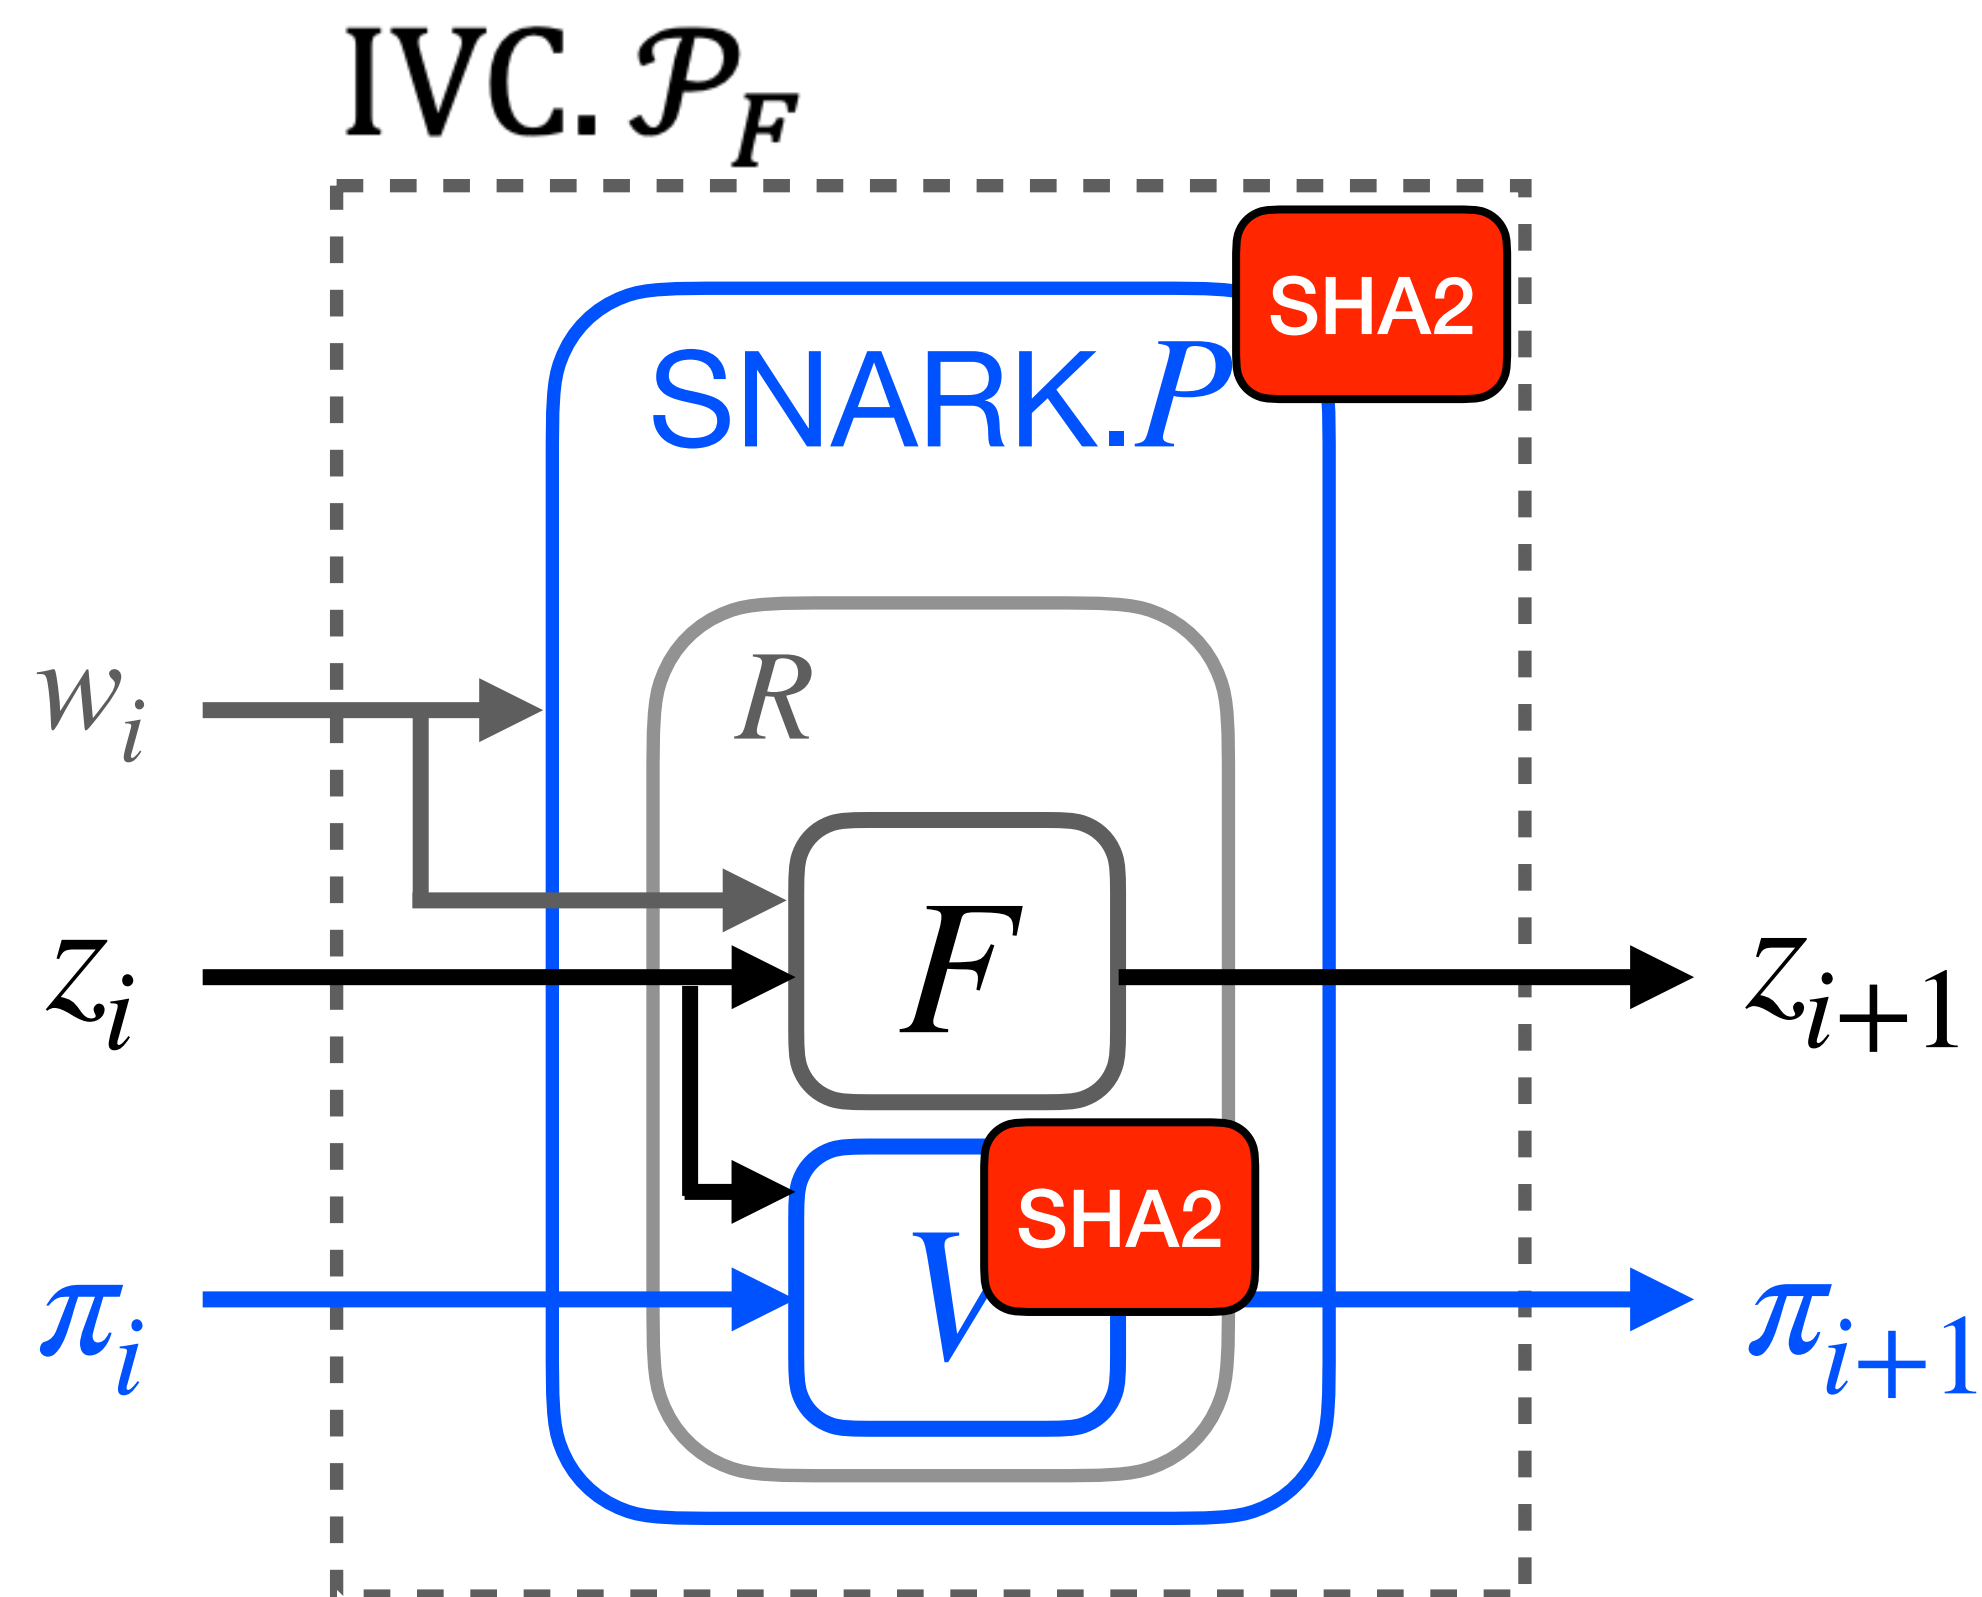 IVC. 𝒫_F
SHA2
SNARK.P
R
w_i
F
z_i
z_{i+1}
SHA2
V
π_i
π_{i+1}